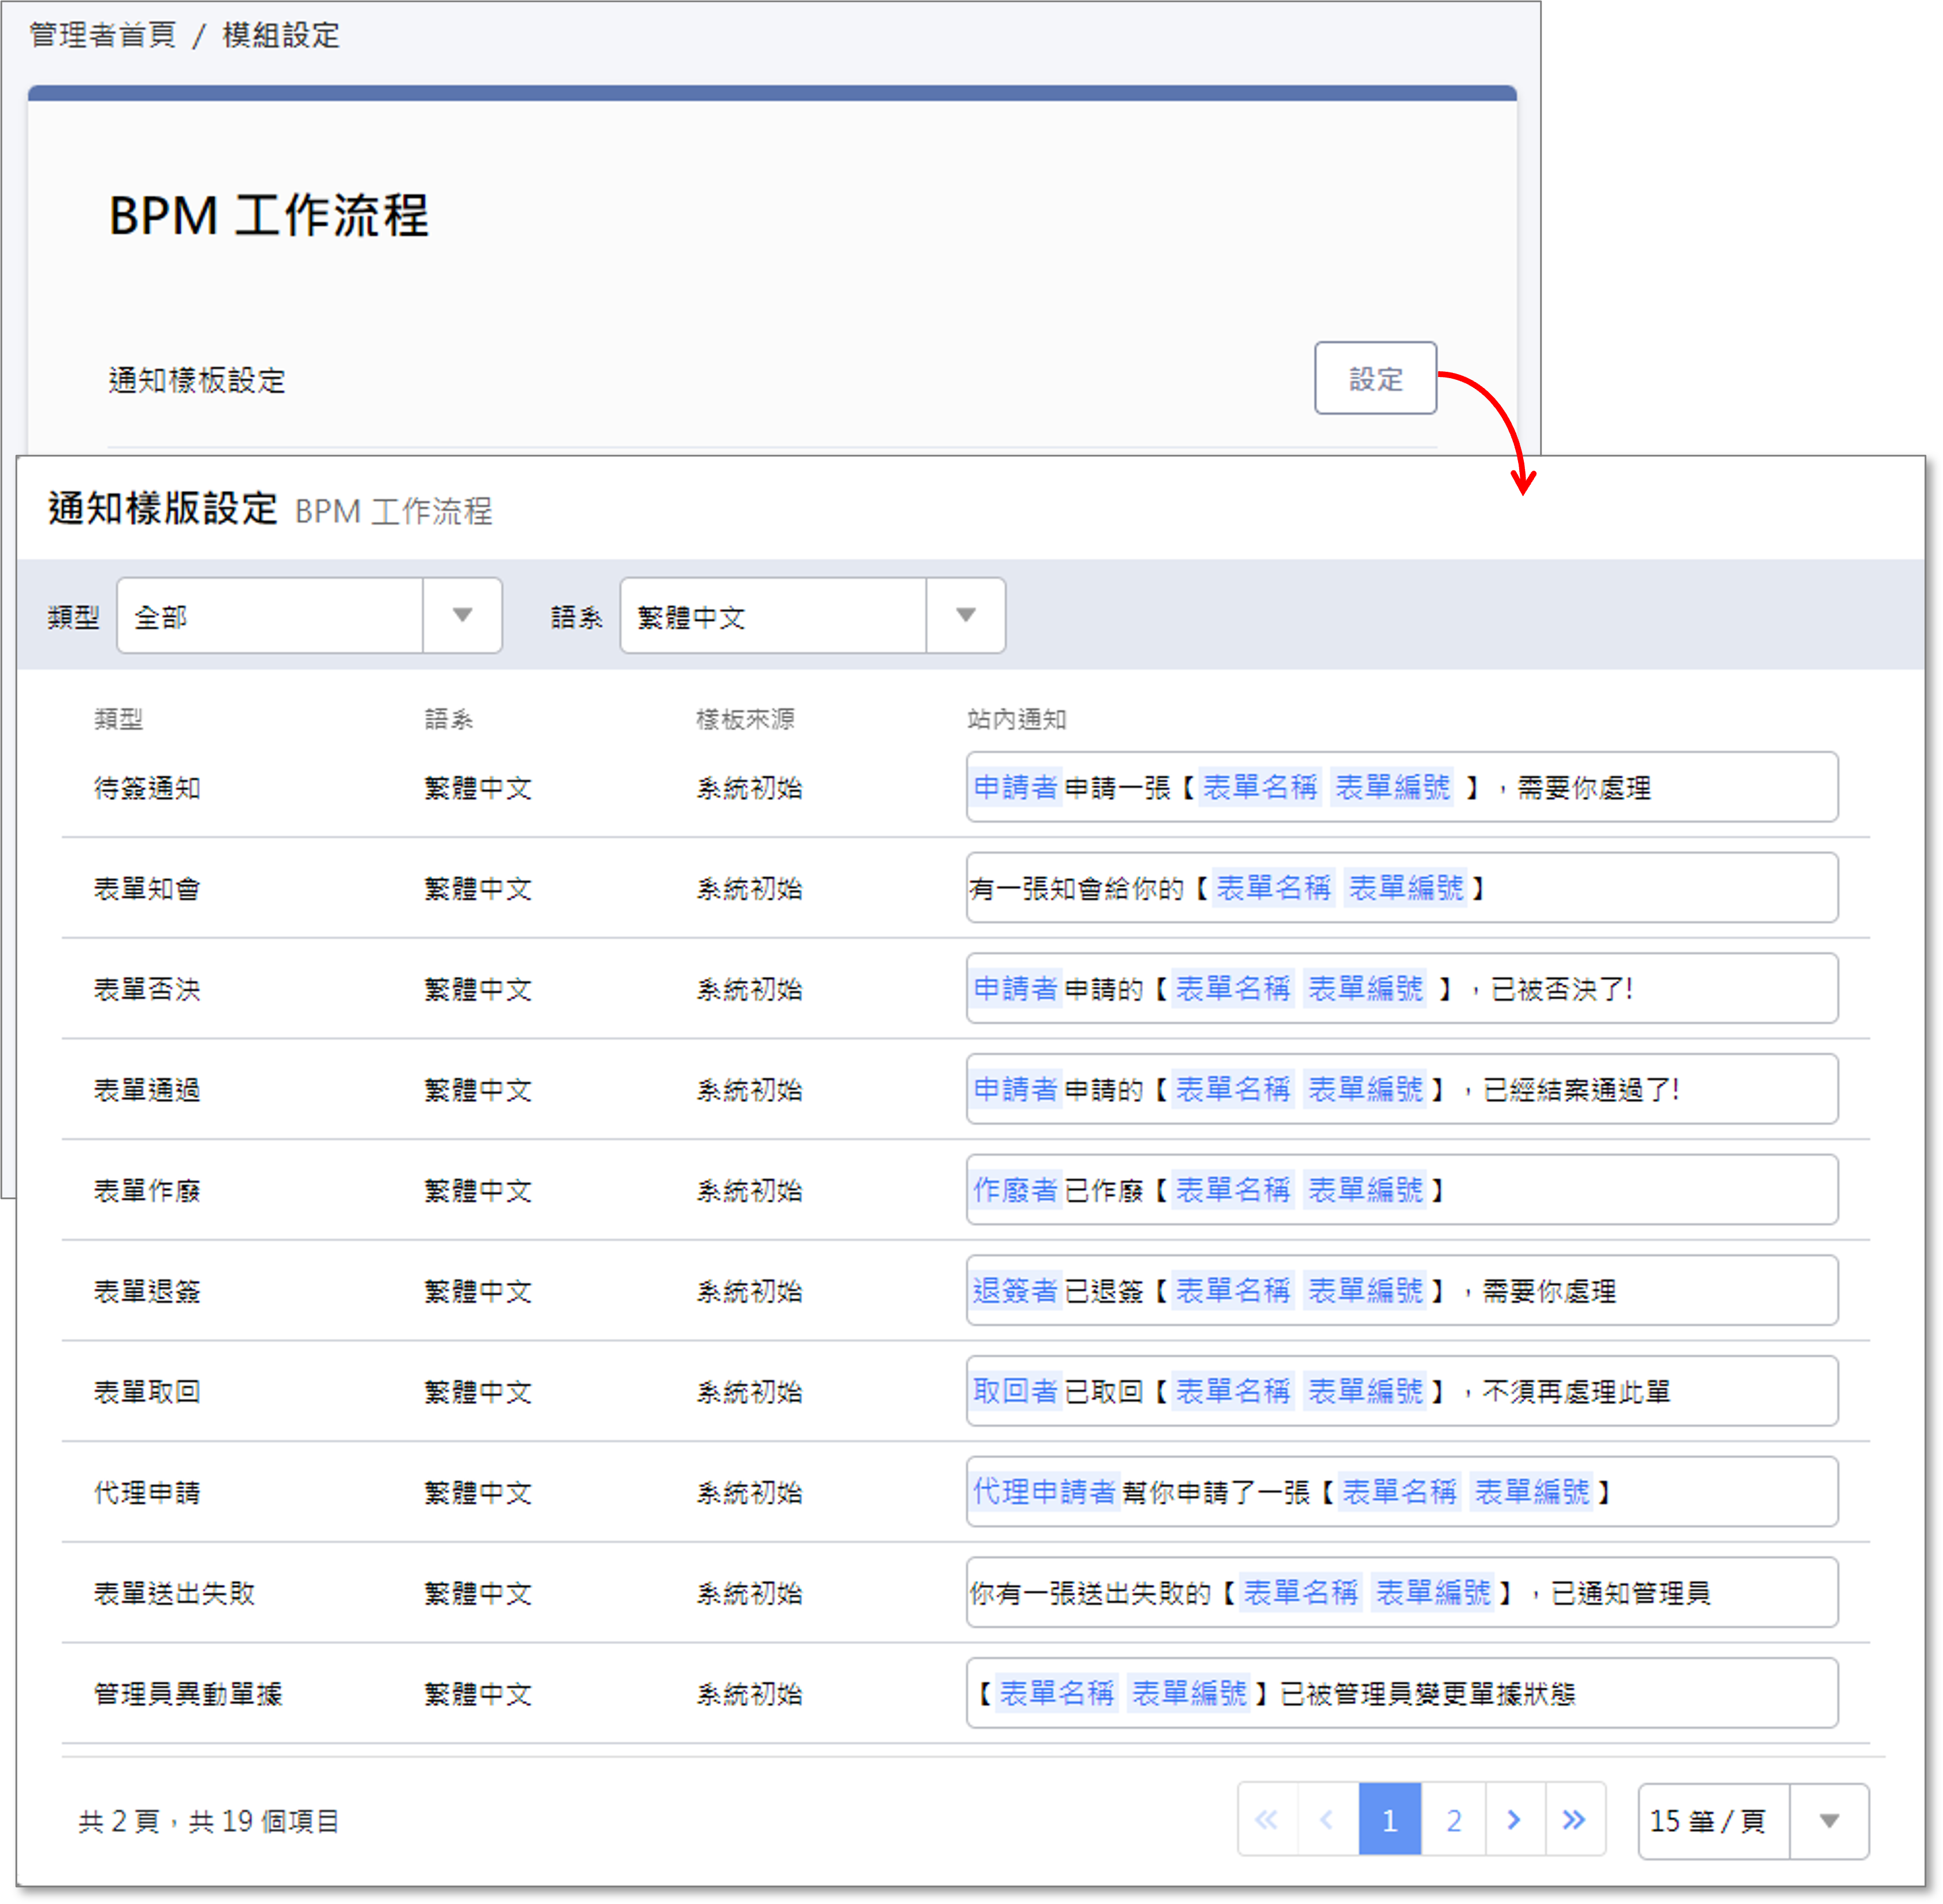 管理者首頁 / 模組設定
BPM 工作流程
通知樣板設定 設定
通知樣版設定 BPM 工作流程
類型 全部 語系 繁體中文
類型 語系 樣板來源 站內通知
待簽通知 繁體中文 系統初始 申請者 申請一張【 表單名稱 表單編號 】，需要你處理
表單知會 繁體中文 系統初始 有一張知會給你的【 表單名稱 表單編號 】
表單否決 繁體中文 系統初始 申請者 申請的【 表單名稱 表單編號 】，已被否決了!
表單通過 繁體中文 系統初始 申請者 申請的【 表單名稱 表單編號 】，已經結案通過了!
表單作廢 繁體中文 系統初始 作廢者 已作廢【 表單名稱 表單編號 】
表單退簽 繁體中文 系統初始 退簽者 已退簽【 表單名稱 表單編號 】，需要你處理
表單取回 繁體中文 系統初始 取回者 已取回【 表單名稱 表單編號 】，不須再處理此單
代理申請 繁體中文 系統初始 代理申請者 幫你申請了一張【 表單名稱 表單編號 】
表單送出失敗 繁體中文 系統初始 你有一張送出失敗的【 表單名稱 表單編號 】，已通知管理員
管理員異動單據 繁體中文 系統初始 【 表單名稱 表單編號 】已被管理員變更單據狀態
共 2 頁，共 19 個項目 « ‹ 1 2 › » 15 筆 / 頁